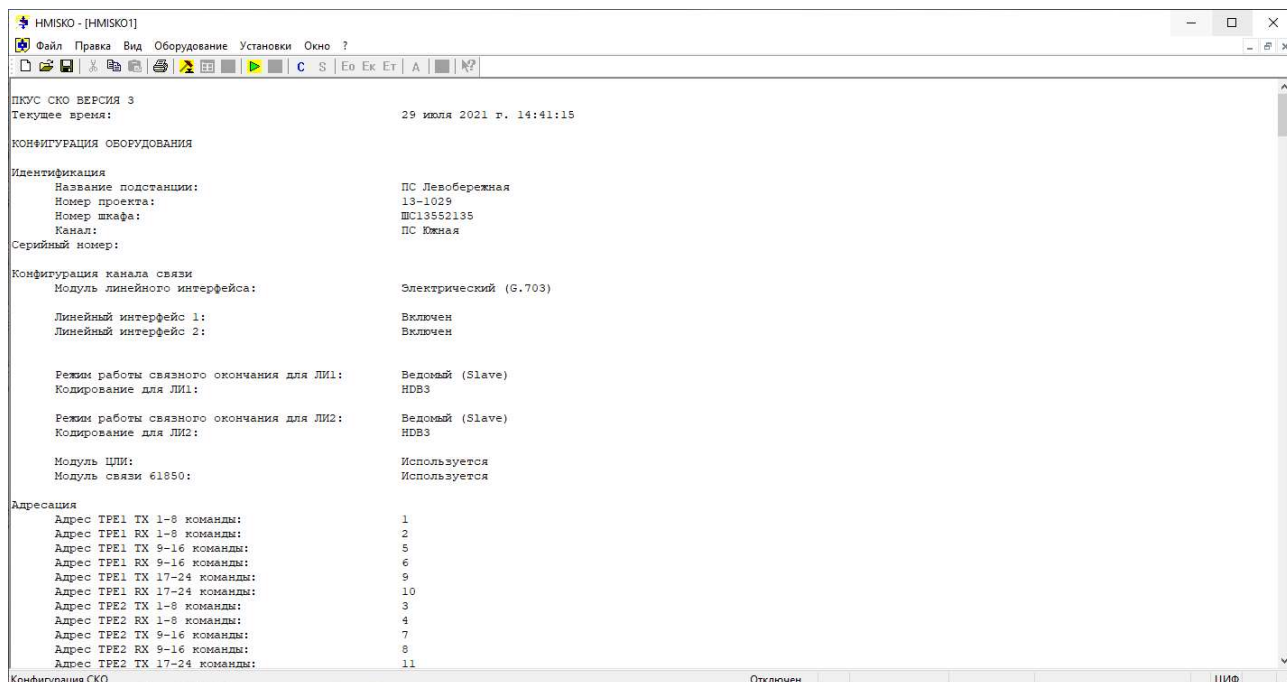 HMISKO - [HMISKO1]
Файл Правка Вид Оборудование Установки Окно ?
C S Eo Eк Eт A
ПКУС СКО ВЕРСИЯ 3
Текущее время: 29 июля 2021 г. 14:41:15
КОНФИГУРАЦИЯ ОБОРУДОВАНИЯ
Идентификация
Название подстанции: ПС Левобережная
Номер проекта: 13-1029
Номер шкафа: ШС13552135
Канал: ПС Южная
Серийный номер:
Конфигурация канала связи
Модуль линейного интерфейса: Электрический (G.703)
Линейный интерфейс 1: Включен
Линейный интерфейс 2: Включен
Режим работы связного окончания для ЛИ1: Ведомый (Slave)
Кодирование для ЛИ1: HDB3
Режим работы связного окончания для ЛИ2: Ведомый (Slave)
Кодирование для ЛИ2: HDB3
Модуль ЦЛИ: Используется
Модуль связи 61850: Используется
Адресация
Адрес TPE1 TX 1-8 команды: 1
Адрес TPE1 RX 1-8 команды: 2
Адрес TPE1 TX 9-16 команды: 5
Адрес TPE1 RX 9-16 команды: 6
Адрес TPE1 TX 17-24 команды: 9
Адрес TPE1 RX 17-24 команды: 10
Адрес TPE2 TX 1-8 команды: 3
Адрес TPE2 RX 1-8 команды: 4
Адрес TPE2 TX 9-16 команды: 7
Адрес TPE2 RX 9-16 команды: 8
Адрес TPE2 TX 17-24 команды: 11
Конфигурация СКО Отключен ЦИФ